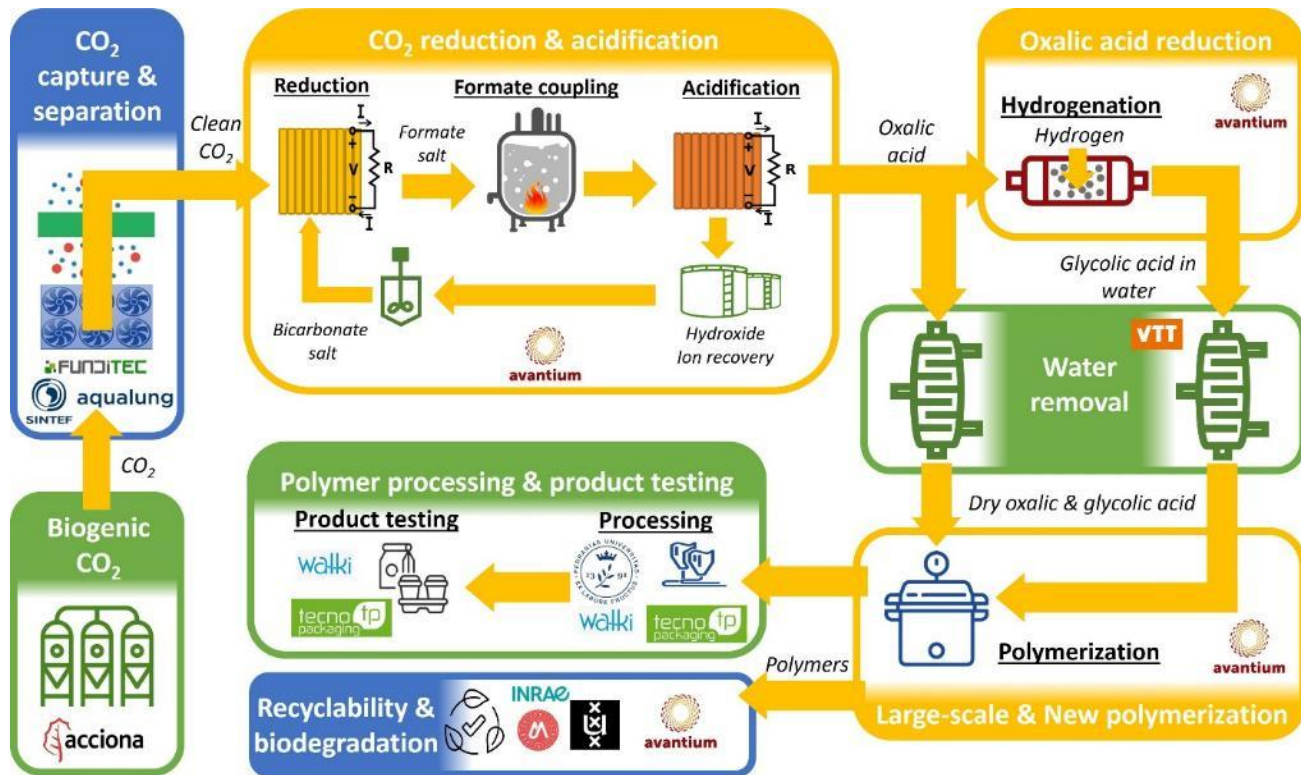 CO₂
capture &
separation
FUNDITEC
SINTEF
aqualung
CO₂
Biogenic
CO₂
acciona
Clean
CO₂
CO₂ reduction & acidification
Reduction
I
+
V
R
−
I
Formate
salt
Formate coupling
Acidification
I
+
V
R
−
I
Bicarbonate
salt
avantium
Hydroxide
Ion recovery
Oxalic
acid
Oxalic acid reduction
Hydrogenation
Hydrogen
avantium
Glycolic acid in
water
VTT
Water
removal
Dry oxalic & glycolic acid
Polymerization
avantium
Large-scale & New polymerization
Polymer processing & product testing
Product testing
walki
tecno
packaging
tp
Processing
walki
tecno
packaging
tp
Polymers
Recyclability &
biodegradation
INRAE
avantium